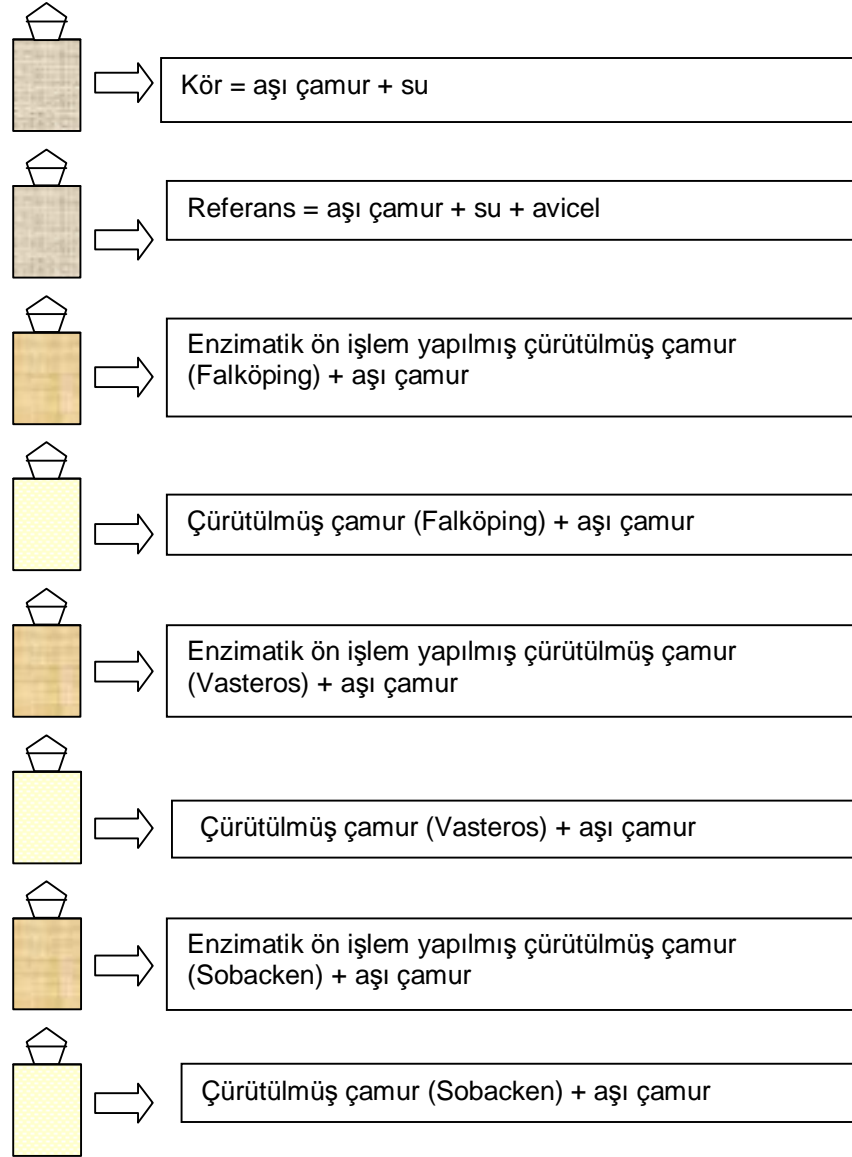 Kör = aşı çamur + su
Referans = aşı çamur + su + avicel
Enzimatik ön işlem yapılmış çürütülmüş çamur
(Falköping) + aşı çamur
Çürütülmüş çamur (Falköping) + aşı çamur
Enzimatik ön işlem yapılmış çürütülmüş çamur
(Vasteros) + aşı çamur
Çürütülmüş çamur (Vasteros) + aşı çamur
Enzimatik ön işlem yapılmış çürütülmüş çamur
(Sobacken) + aşı çamur
Çürütülmüş çamur (Sobacken) + aşı çamur